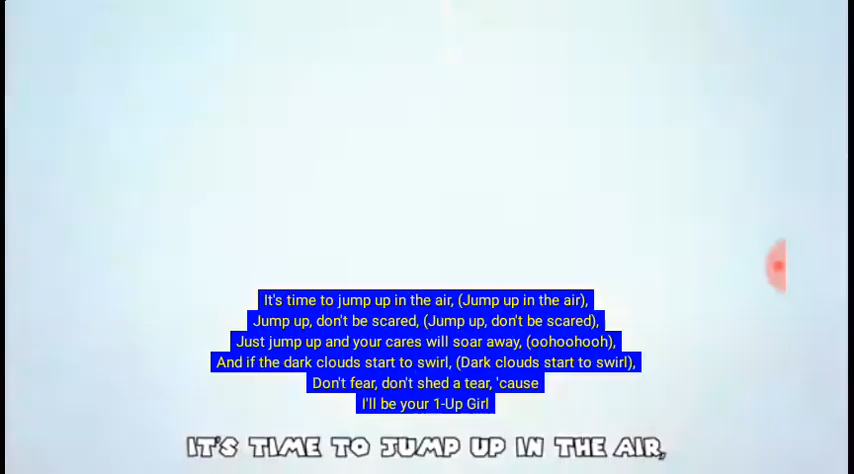 It's time to jump up in the air, (Jump up in the air),
Jump up, don't be scared, (Jump up, don't be scared),
Just jump up and your cares will soar away, (oohoohooh),
And if the dark clouds start to swirl, (Dark clouds start to swirl),
Don't fear, don't shed a tear, 'cause
I'll be your 1-Up Girl
IT'S TIME TO JUMP UP IN THE AIR,